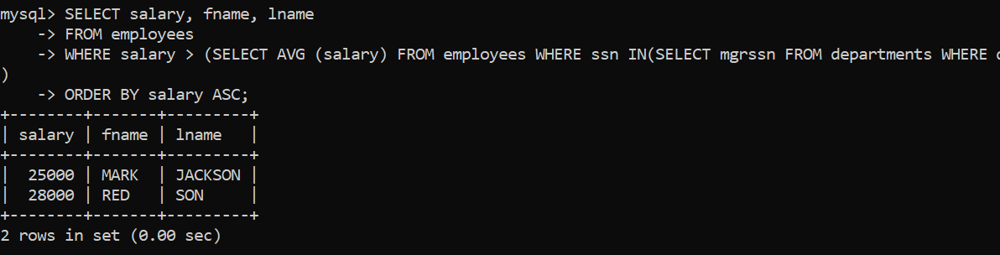 mysql> SELECT salary, fname, lname
    -> FROM employees
    -> WHERE salary > (SELECT AVG (salary) FROM employees WHERE ssn IN(SELECT mgrssn FROM departments WHERE
)
    -> ORDER BY salary ASC;
+--------+-------+---------+
| salary | fname | lname   |
+--------+-------+---------+
|  25000 | MARK  | JACKSON |
|  28000 | RED   | SON     |
+--------+-------+---------+
2 rows in set (0.00 sec)